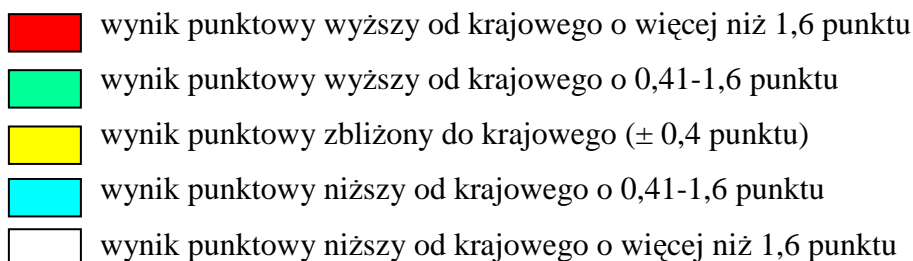 wynik punktowy wyższy od krajowego o więcej niż 1,6 punktu
wynik punktowy wyższy od krajowego o 0,41-1,6 punktu
wynik punktowy zbliżony do krajowego (± 0,4 punktu)
wynik punktowy niższy od krajowego o 0,41-1,6 punktu
wynik punktowy niższy od krajowego o więcej niż 1,6 punktu